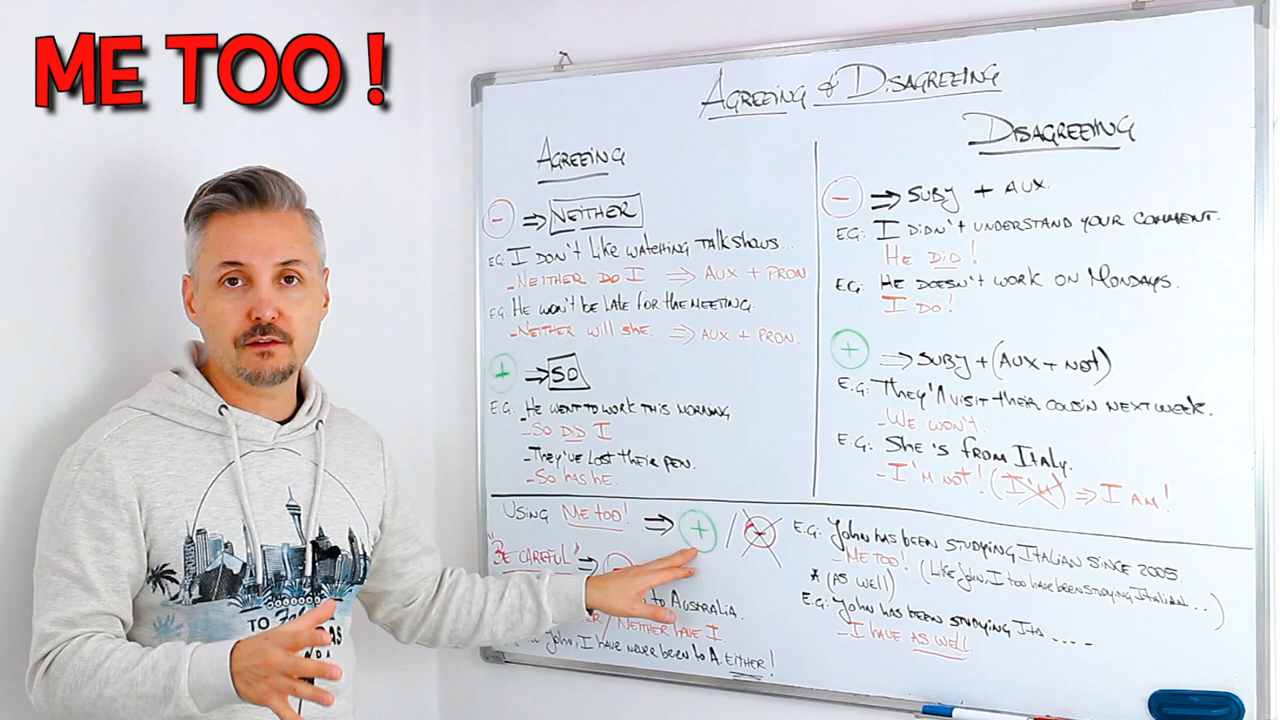 ME TOO !
AGREEING & DISAGREEING
AGREEING
- ⇒ NEITHER
EG: I DON'T LIKE WATCHING TALKSHOWS...
- NEITHER DO I ⇒ AUX + PRON
E.G. HE WON'T BE LATE FOR THE MEETING.
- NEITHER WILL SHE. ⇒ AUX + PRON.
+ ⇒ SO
E.G: - HE WENT TO WORK THIS MORNING
- SO DID I
- THEY'VE LOST THEIR PEN.
- SO HAS HE.
DISAGREEING
- ⇒ SUBJ + AUX.
EG: I DIDN'T UNDERSTAND YOUR COMMENT.
HE DID!
EG: HE DOESN'T WORK ON MONDAYS.
I DO!
+ ⇒ SUBJ + (AUX + NOT)
E.G: THEY'LL VISIT THEIR COUSIN NEXT WEEK.
- WE WON'T.
E.G: SHE'S FROM ITALY.
- I'M NOT! (I'M) ⇒ I AM!
USING ME TOO! ⇒ + / -
"BE CAREFUL" ⇒ -
TO AUSTRALIA.
NEITHER HAVE I
JOHN, I HAVE NEVER BEEN TO A. EITHER!
E.G: JOHN HAS BEEN STUDYING ITALIAN SINCE 2005.
- ME TOO! (LIKE JOHN, I TOO HAVE BEEN STUDYING ITALIAN...)
* (AS WELL)
E.G: JOHN HAS BEEN STUDYING ITA ....
- I HAVE AS WELL.
TO